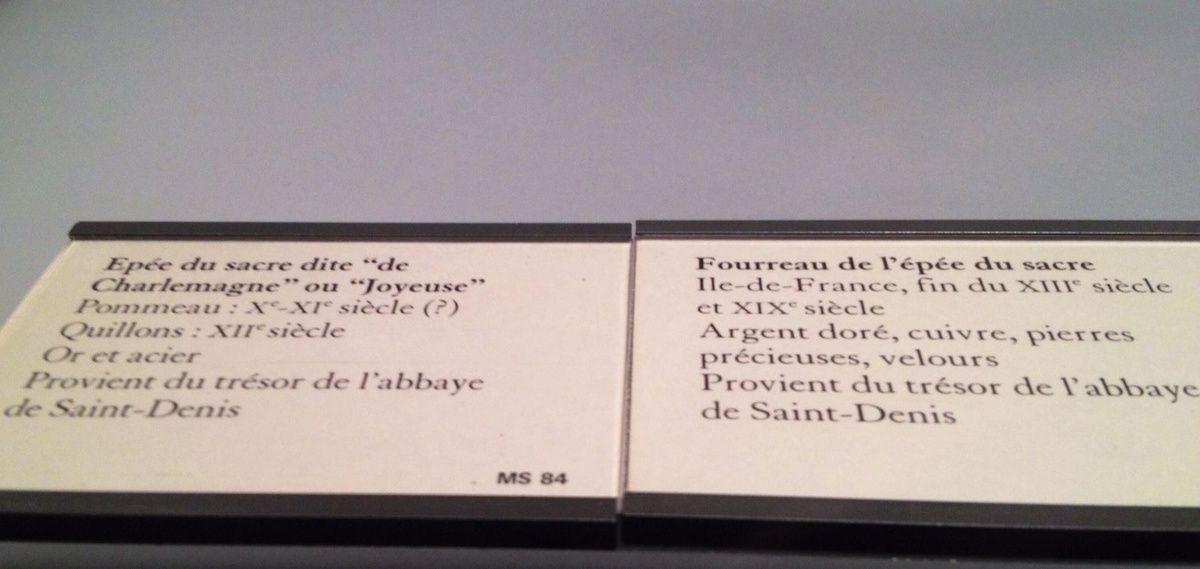 Epée du sacre dite “de
Charlemagne” ou “Joyeuse”
Pommeau : Xᵉ-XIᵉ siècle (?)
Quillons : XIIᵉ siècle
Or et acier
Provient du trésor de l’abbaye
de Saint-Denis
MS 84
Fourreau de l’épée du sacre
Ile-de-France, fin du XIIIᵉ siècle
et XIXᵉ siècle
Argent doré, cuivre, pierres
précieuses, velours
Provient du trésor de l’abbaye
de Saint-Denis